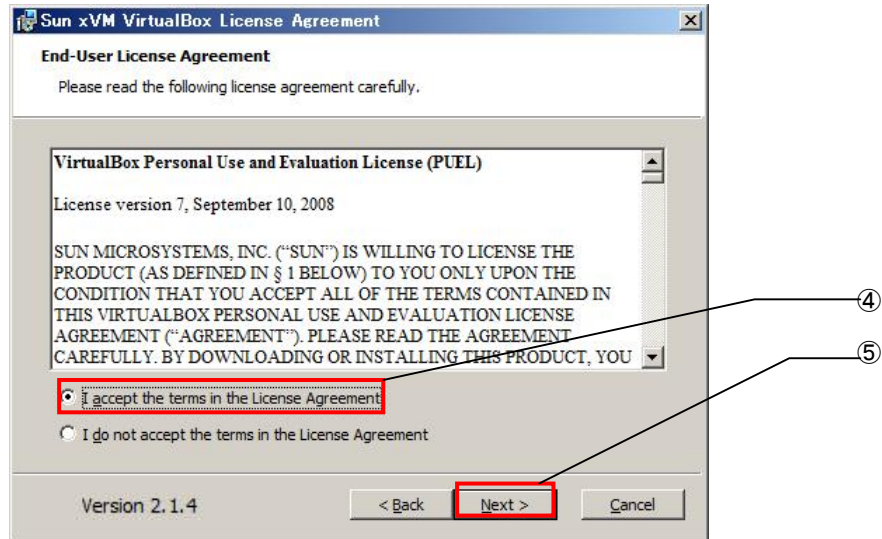 Sun xVM VirtualBox License Agreement
End-User License Agreement
Please read the following license agreement carefully.
VirtualBox Personal Use and Evaluation License (PUEL)
License version 7, September 10, 2008
SUN MICROSYSTEMS, INC. (“SUN”) IS WILLING TO LICENSE THE
PRODUCT (AS DEFINED IN § 1 BELOW) TO YOU ONLY UPON THE
CONDITION THAT YOU ACCEPT ALL OF THE TERMS CONTAINED IN
THIS VIRTUALBOX PERSONAL USE AND EVALUATION LICENSE
AGREEMENT (“AGREEMENT”). PLEASE READ THE AGREEMENT
CAREFULLY. BY DOWNLOADING OR INSTALLING THIS PRODUCT, YOU
④
⑤
I accept the terms in the License Agreement
I do not accept the terms in the License Agreement
Version 2.1.4
< Back
Next >
Cancel